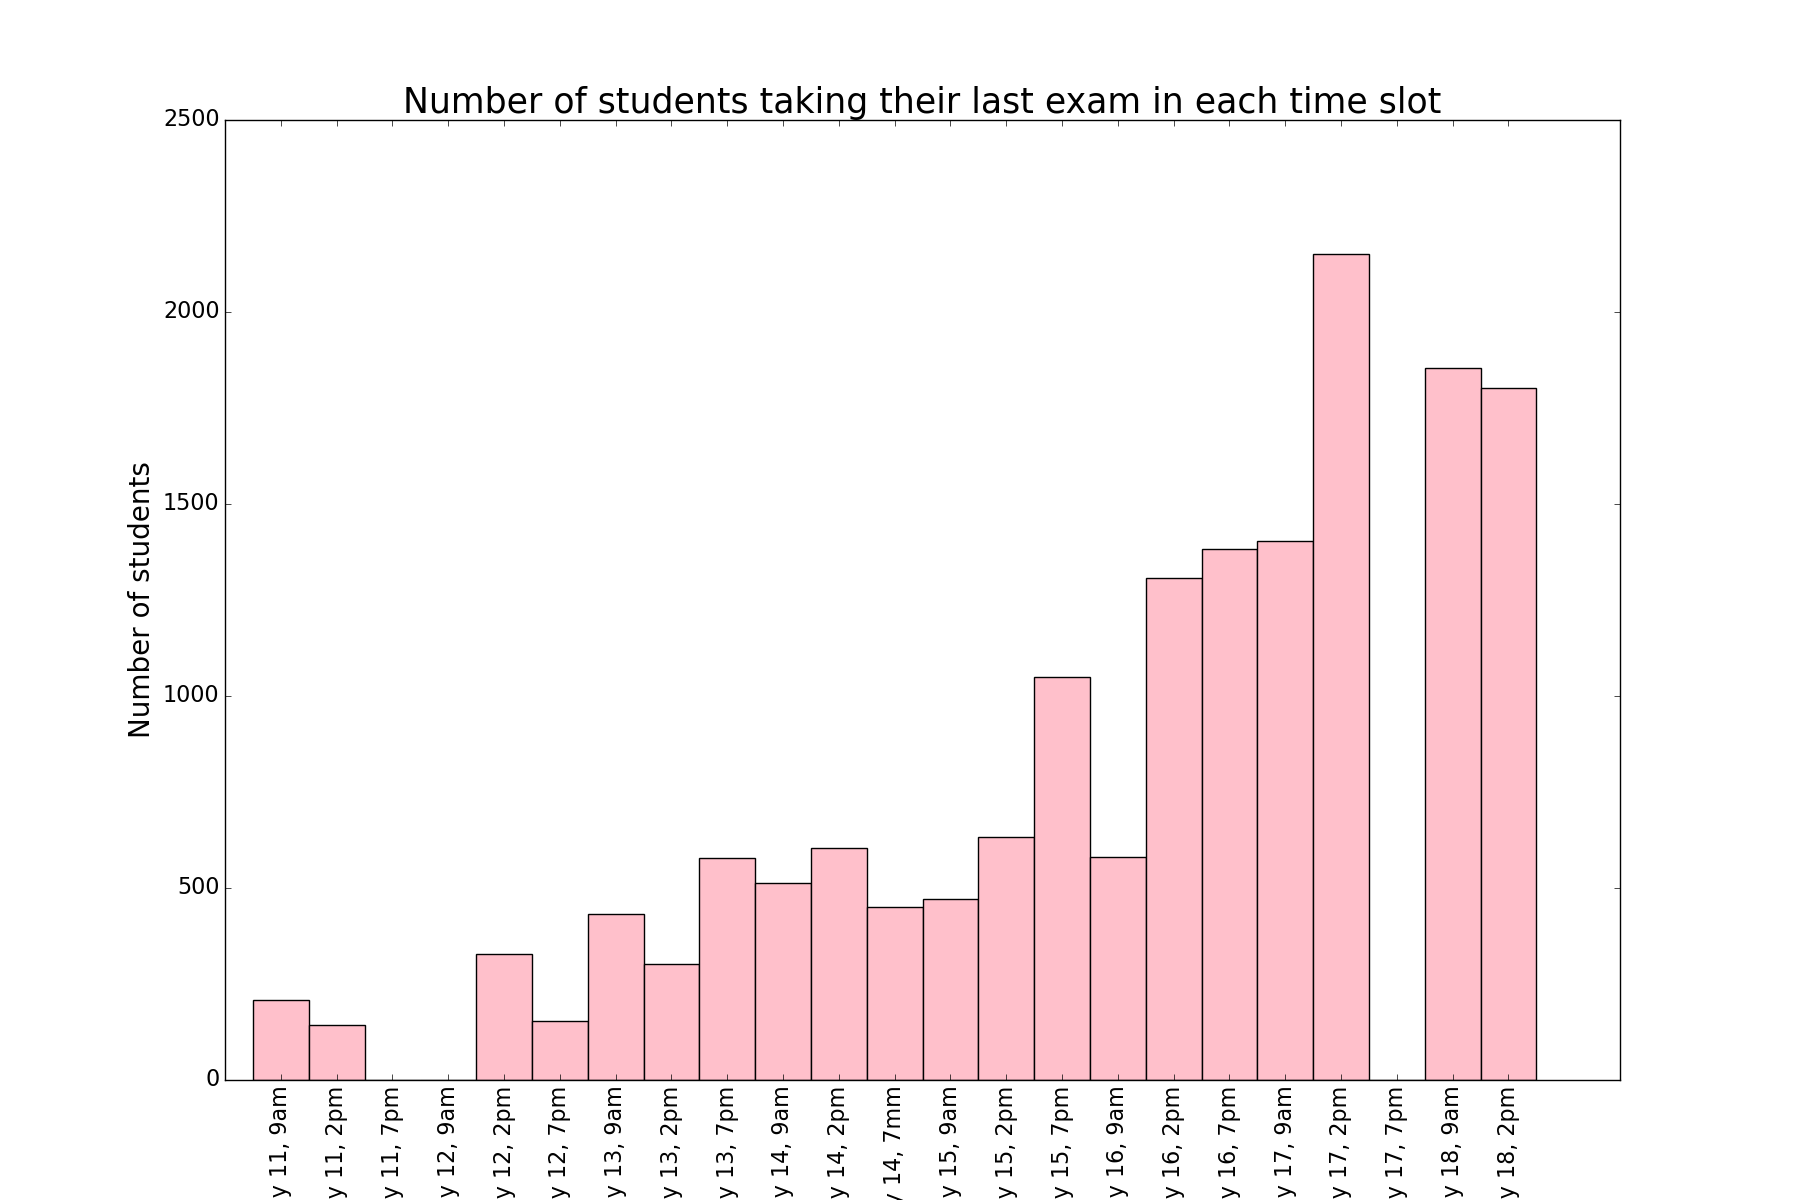 Number of students taking their last exam in each time slot
2500
2000
1500
1000
500
0
Number of students
y 11, 9am
y 11, 2pm
y 11, 7pm
y 12, 9am
y 12, 2pm
y 12, 7pm
y 13, 9am
y 13, 2pm
y 13, 7pm
y 14, 9am
y 14, 2pm
y 14, 7mm
y 15, 9am
y 15, 2pm
y 15, 7pm
y 16, 9am
y 16, 2pm
y 16, 7pm
y 17, 9am
y 17, 2pm
y 17, 7pm
y 18, 9am
y 18, 2pm